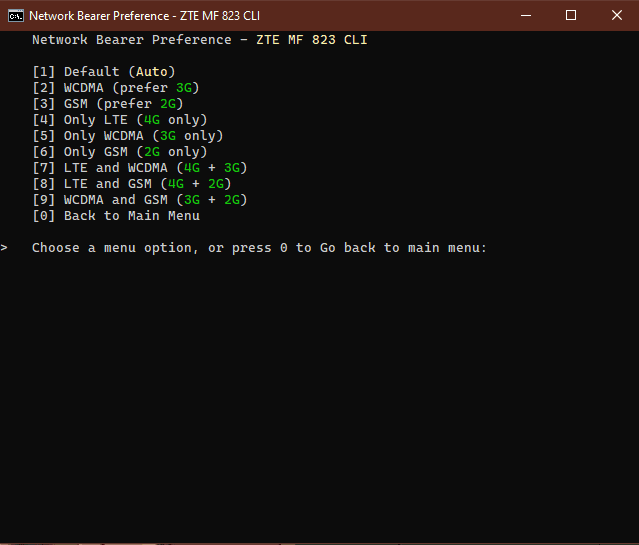 Network Bearer Preference - ZTE MF 823 CLI
Network Bearer Preference - ZTE MF 823 CLI
[1] Default (Auto)
[2] WCDMA (prefer 3G)
[3] GSM (prefer 2G)
[4] Only LTE (4G only)
[5] Only WCDMA (3G only)
[6] Only GSM (2G only)
[7] LTE and WCDMA (4G + 3G)
[8] LTE and GSM (4G + 2G)
[9] WCDMA and GSM (3G + 2G)
[0] Back to Main Menu
> Choose a menu option, or press 0 to Go back to main menu: